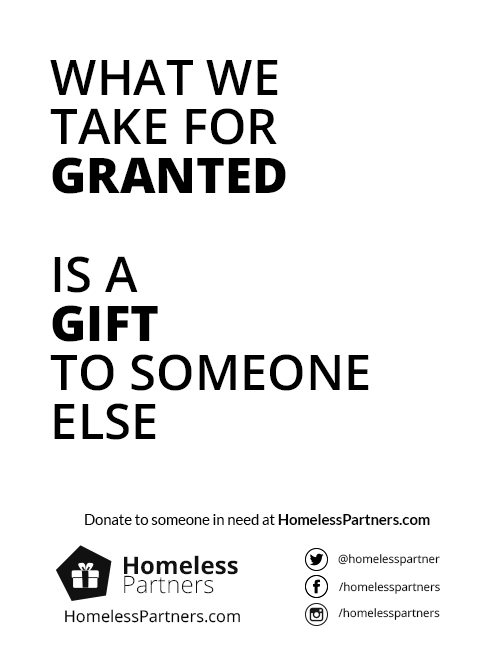 WHAT WE
TAKE FOR
GRANTED
IS A
GIFT
TO SOMEONE
ELSE
Donate to someone in need at HomelessPartners.com
Homeless
Partners
HomelessPartners.com
@homelesspartner
/homelesspartners
/homelesspartners